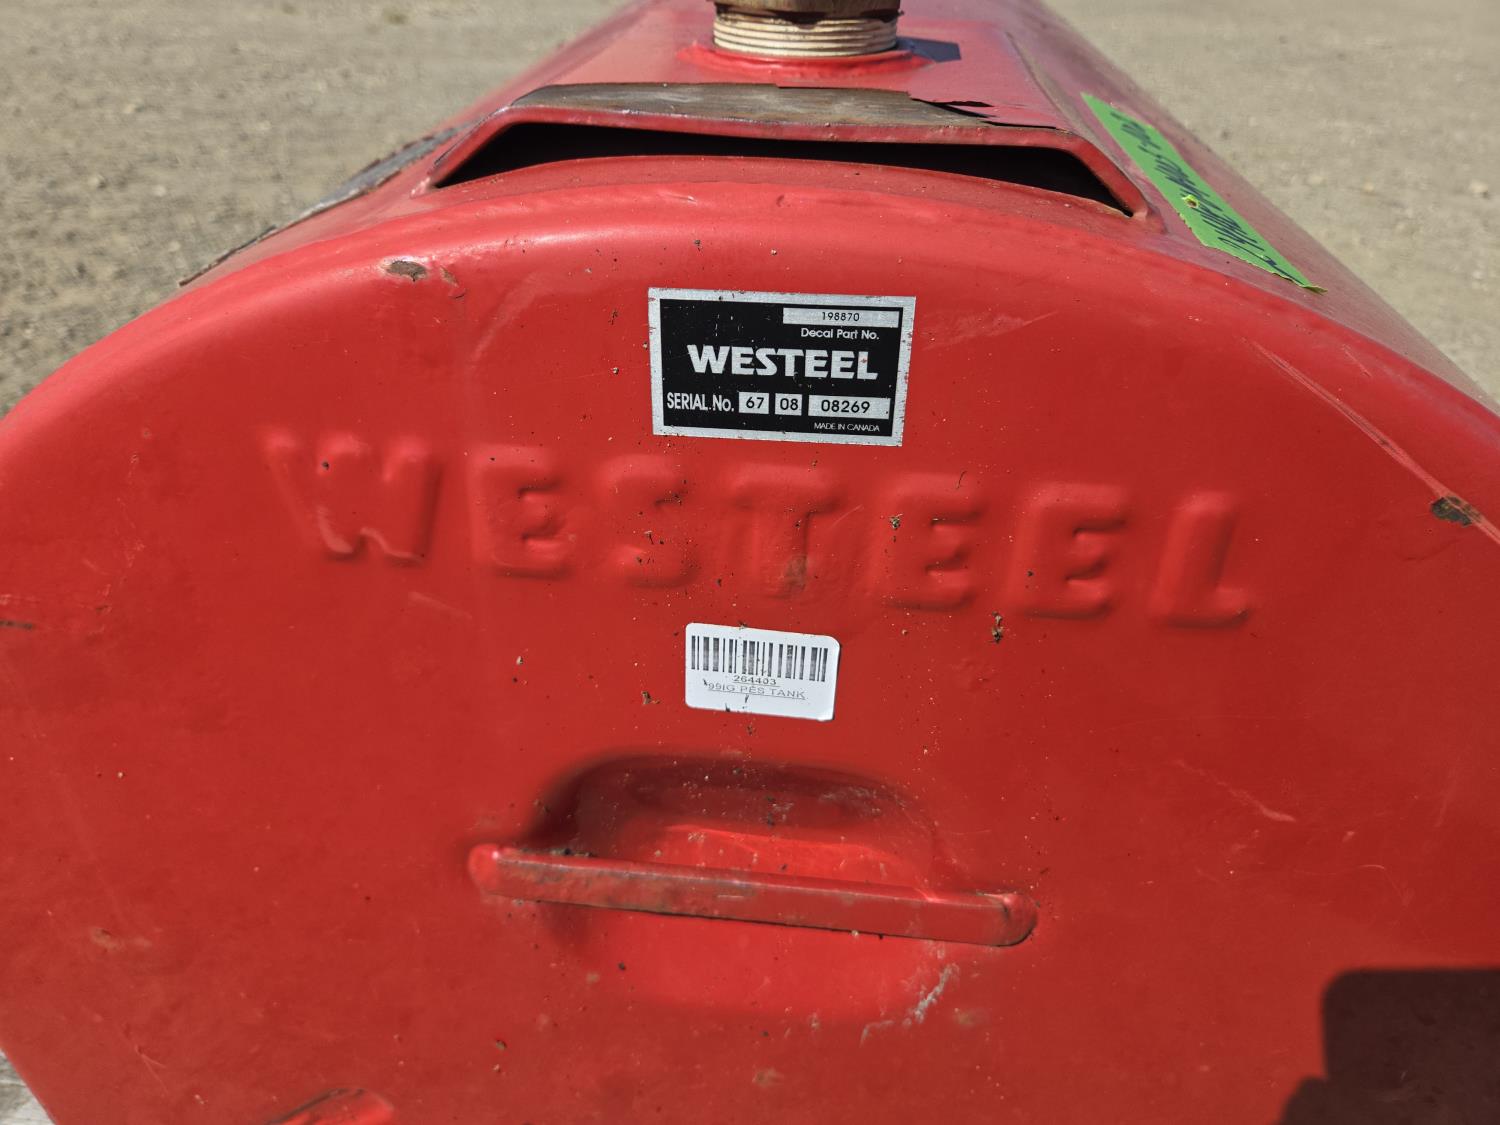 198870
Decal Part No.
WESTEEL
SERIAL No. 67 08 08269
MADE IN CANADA
WESTEEL
264403
99IG PES TANK